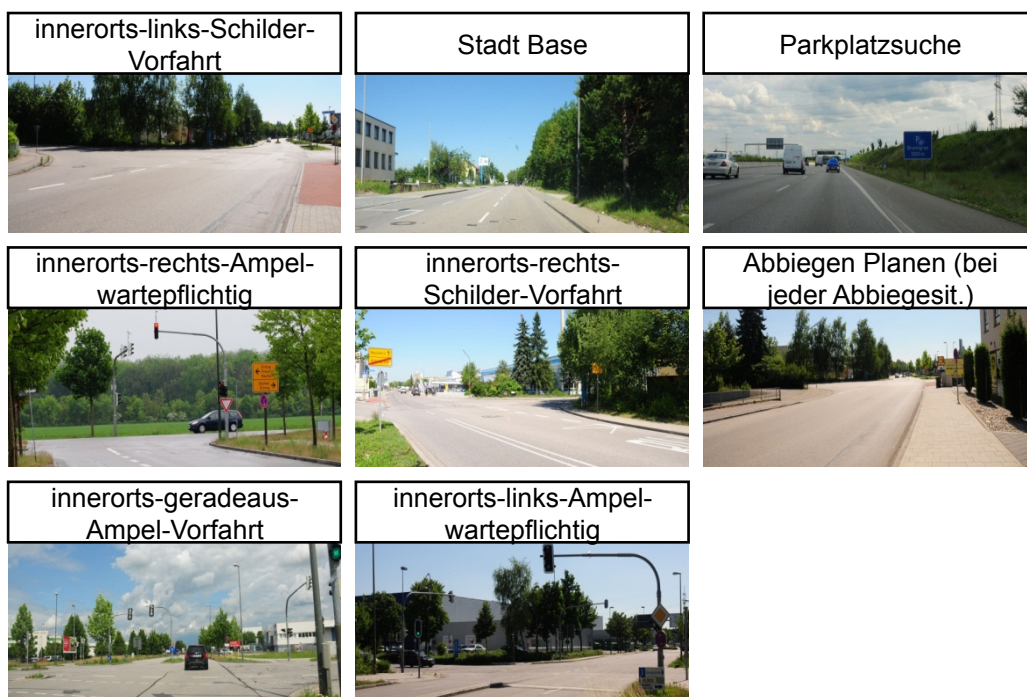 innerorts-links-Schilder-
Vorfahrt
Stadt Base
Parkplatzsuche
innerorts-rechts-Ampel-
wartepflichtig
innerorts-rechts-
Schilder-Vorfahrt
Abbiegen Planen (bei
jeder Abbiegesit.)
innerorts-geradeaus-
Ampel-Vorfahrt
innerorts-links-Ampel-
wartepflichtig